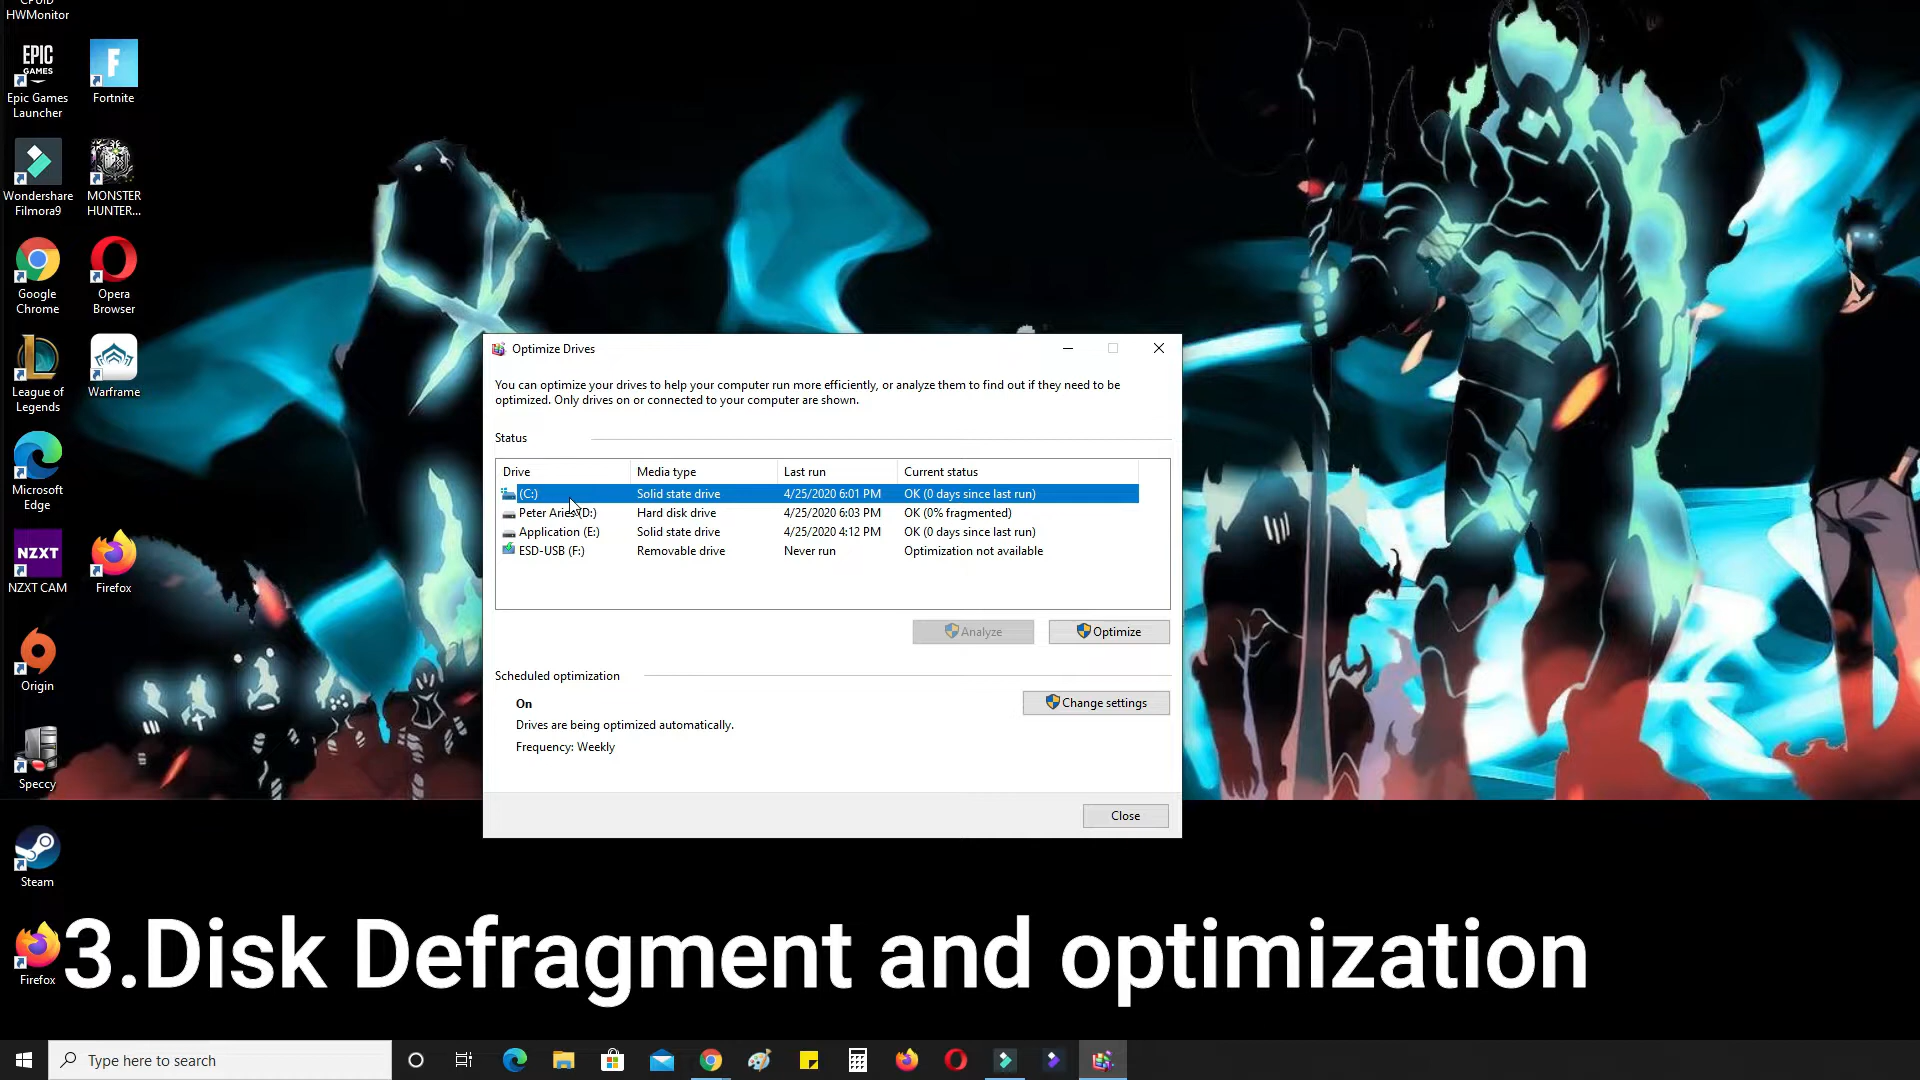 HWMonitor
EPIC
GAMES
Epic Games
Launcher
F
Fortnite
Wondershare
Filmora9
MONSTER
HUNTER...
Google
Chrome
Opera
Browser
League of
Legends
Warframe
Microsoft
Edge
NZXT
NZXT CAM
Firefox
Origin
Speccy
Steam
Firefox
Optimize Drives
You can optimize your drives to help your computer run more efficiently, or analyze them to find out if they need to be
optimized. Only drives on or connected to your computer are shown.
Status
Drive Media type Last run Current status
(C:) Solid state drive 4/25/2020 6:01 PM OK (0 days since last run)
Peter Aries (D:) Hard disk drive 4/25/2020 6:03 PM OK (0% fragmented)
Application (E:) Solid state drive 4/25/2020 4:12 PM OK (0 days since last run)
ESD-USB (F:) Removable drive Never run Optimization not available
Analyze Optimize
Scheduled optimization
On
Change settings
Drives are being optimized automatically.
Frequency: Weekly
Close
3.Disk Defragment and optimization
Type here to search